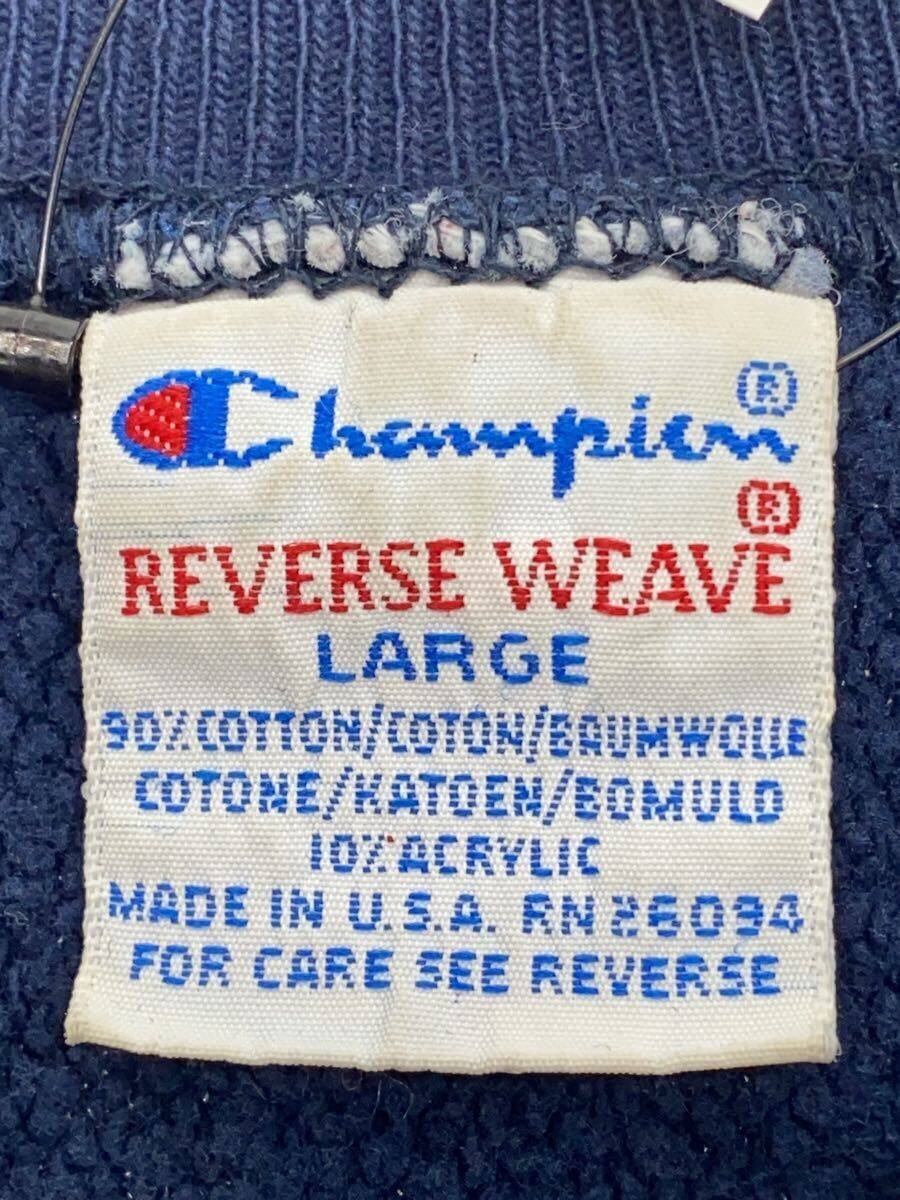 Champion®
REVERSE WEAVE®
LARGE
90% COTTON/COTON/BAUMWOLLE
COTONE/KATOEN/BOMULD
10% ACRYLIC
MADE IN U.S.A. RN 26094
FOR CARE SEE REVERSE